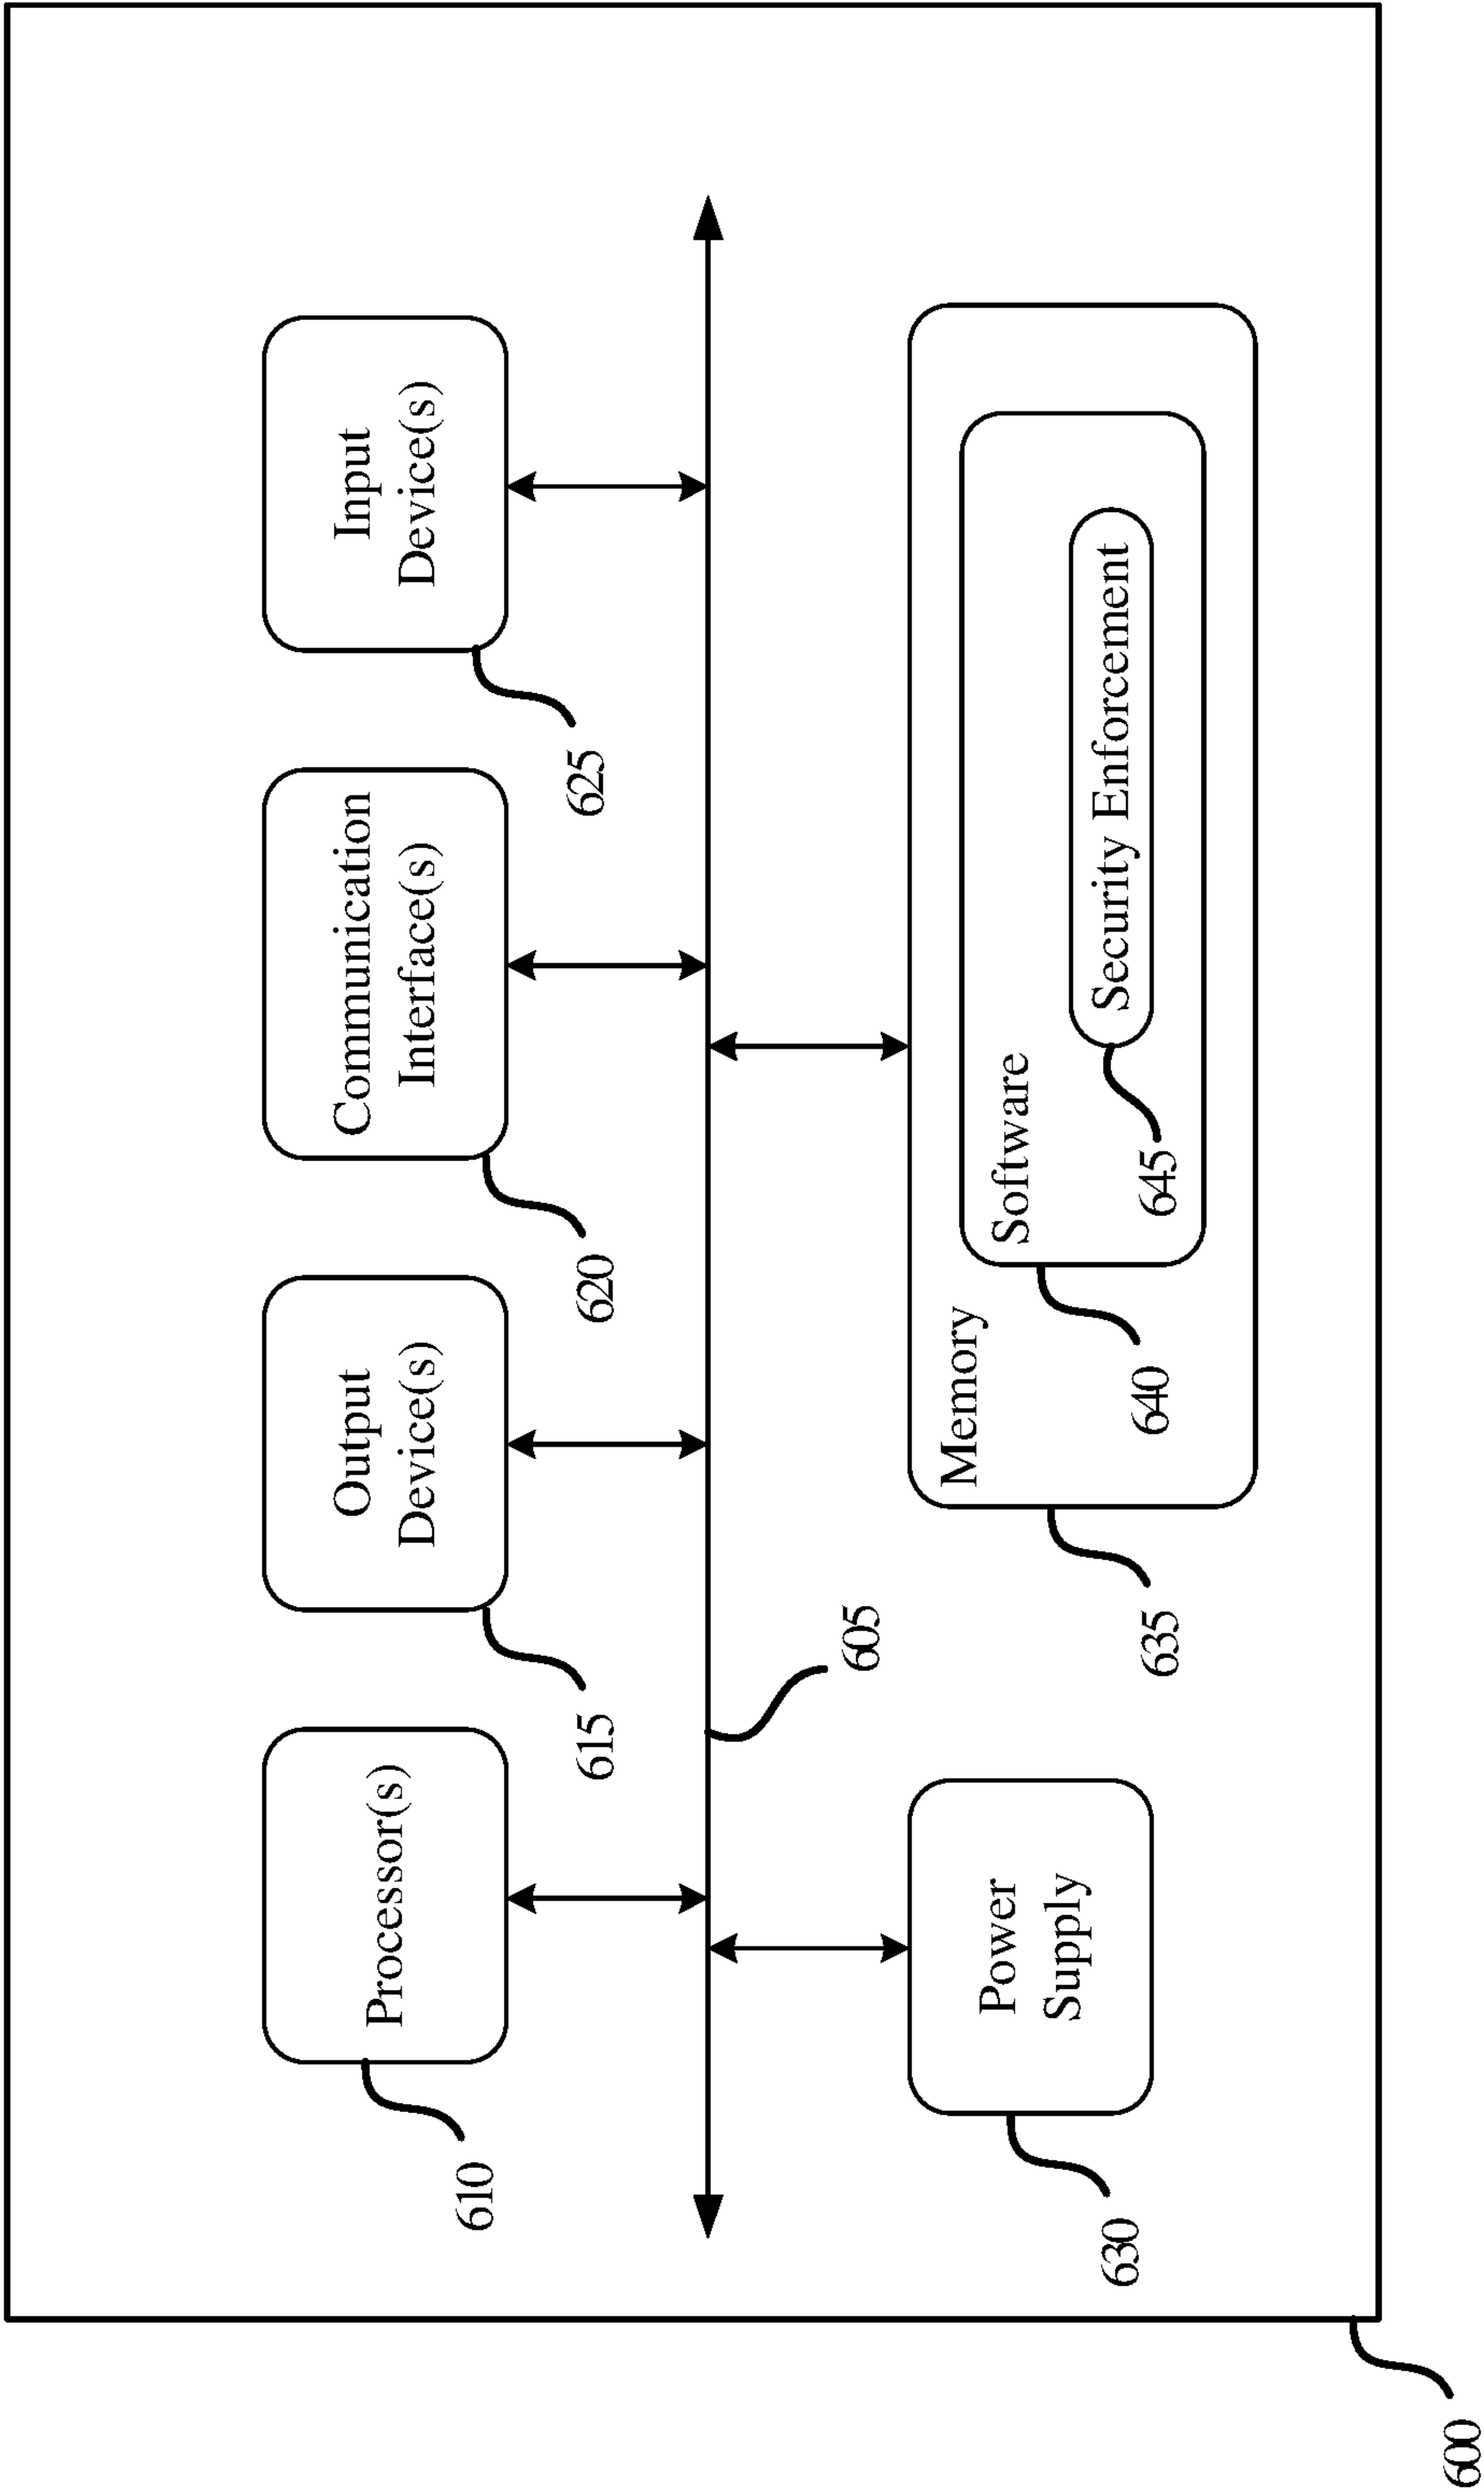 Processor(s)
610
Output
Device(s)
615
Communication
Interface(s)
620
Input
Device(s)
625
605
Power
Supply
630
Memory
635
Software
640
Security Enforcement
645
600